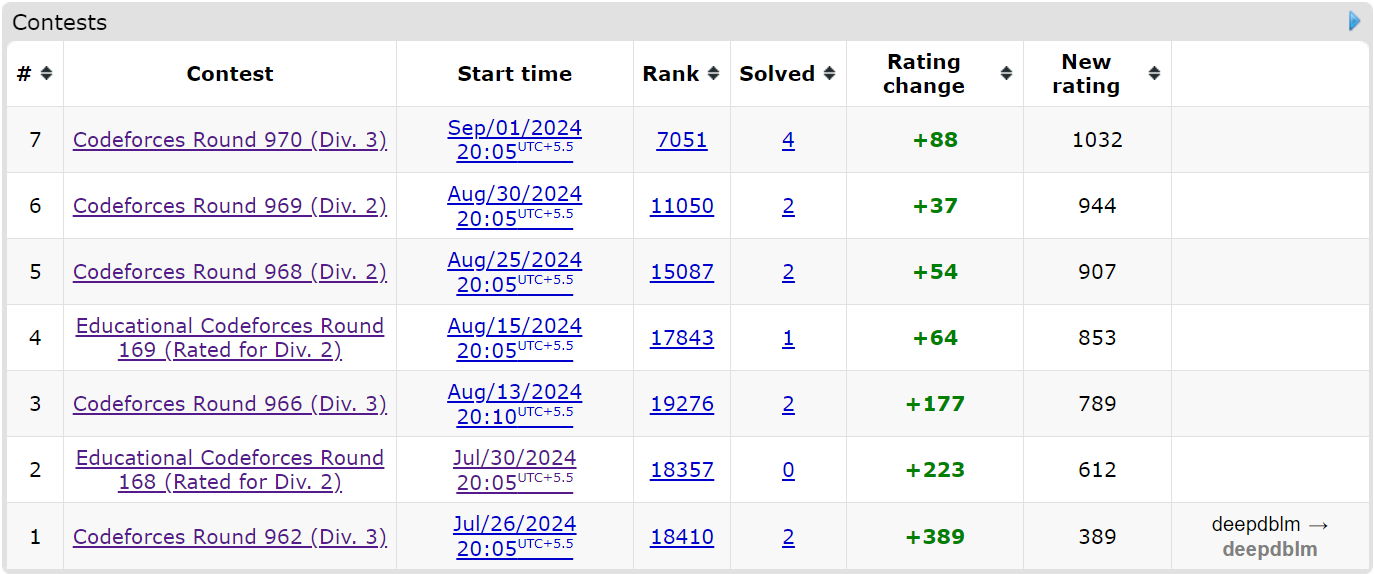 Contests
# Contest Start time Rank Solved Rating change New rating
7 Codeforces Round 970 (Div. 3) Sep/01/2024 20:05 UTC+5.5 7051 4 +88 1032
6 Codeforces Round 969 (Div. 2) Aug/30/2024 20:05 UTC+5.5 11050 2 +37 944
5 Codeforces Round 968 (Div. 2) Aug/25/2024 20:05 UTC+5.5 15087 2 +54 907
4 Educational Codeforces Round 169 (Rated for Div. 2) Aug/15/2024 20:05 UTC+5.5 17843 1 +64 853
3 Codeforces Round 966 (Div. 3) Aug/13/2024 20:10 UTC+5.5 19276 2 +177 789
2 Educational Codeforces Round 168 (Rated for Div. 2) Jul/30/2024 20:05 UTC+5.5 18357 0 +223 612
1 Codeforces Round 962 (Div. 3) Jul/26/2024 20:05 UTC+5.5 18410 2 +389 389 deepdblm → deepdblm